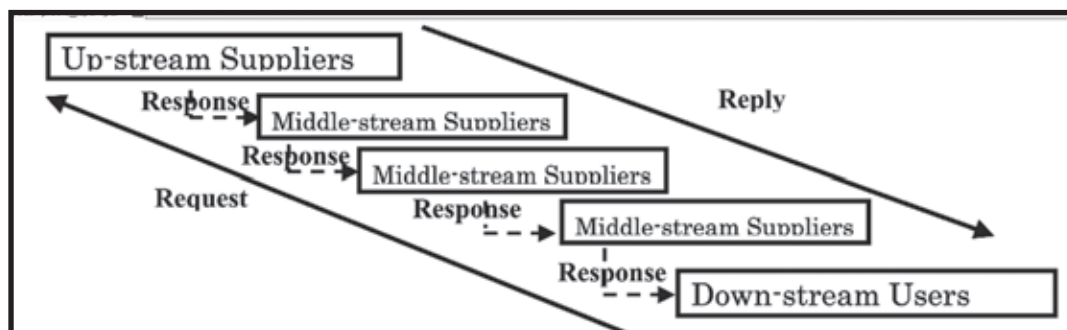 Up-stream Suppliers
Response
Reply
Middle-stream Suppliers
Response
Middle-stream Suppliers
Request
Response
Middle-stream Suppliers
Response
Down-stream Users